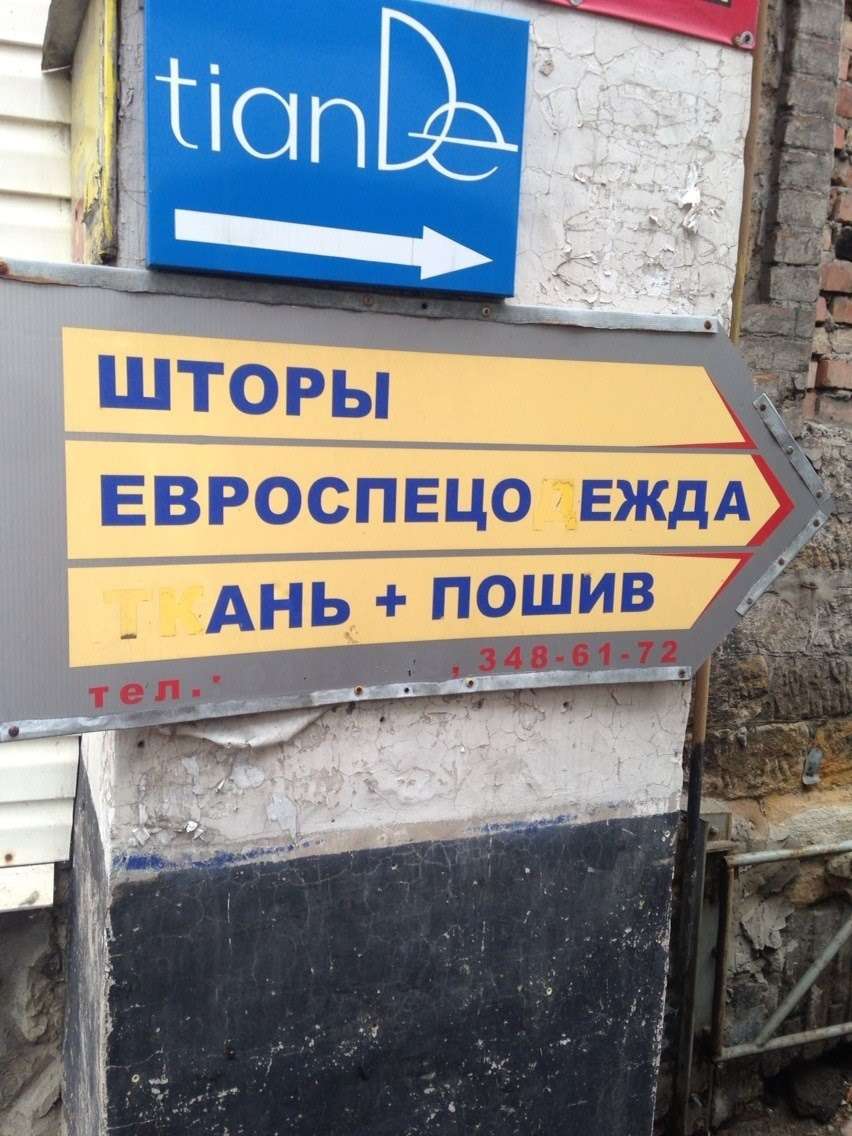 tianDe
ШТОРЫ
ЕВРОСПЕЦОДЕЖДА
ТКАНЬ + ПОШИВ
тел. , 348-61-72